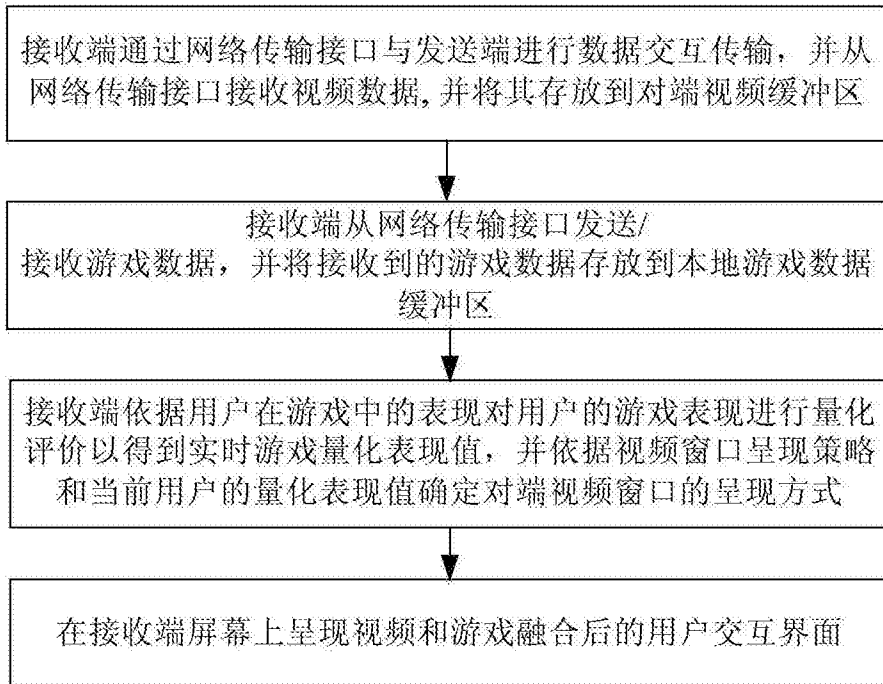 接收端通过网络传输接口与发送端进行数据交互传输，并从
网络传输接口接收视频数据,并将其存放到对端视频缓冲区
接收端从网络传输接口发送/
接收游戏数据，并将接收到的游戏数据存放到本地游戏数据
缓冲区
接收端依据用户在游戏中的表现对用户的游戏表现进行量化
评价以得到实时游戏量化表现值，并依据视频窗口呈现策略
和当前用户的量化表现值确定对端视频窗口的呈现方式
在接收端屏幕上呈现视频和游戏融合后的用户交互界面